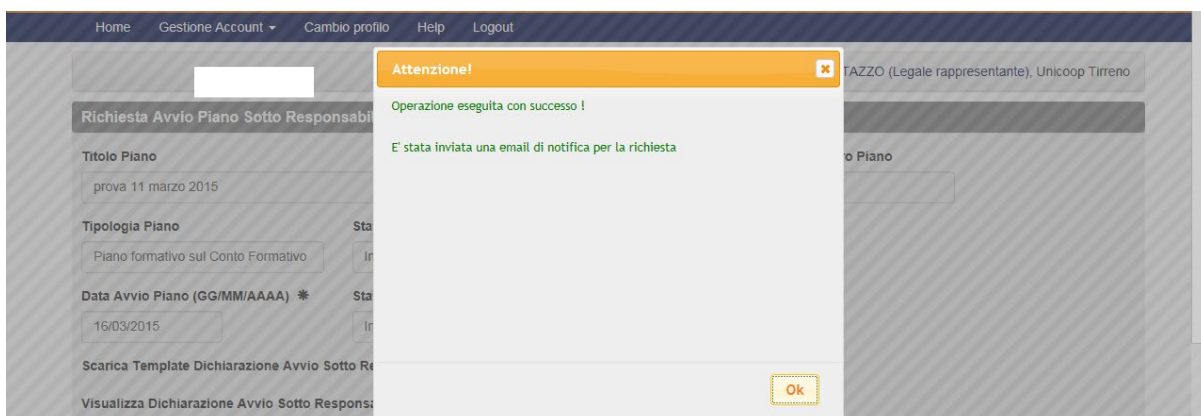 Home Gestione Account Cambio profilo Help Logout
Attenzione!
TAZZO (Legale rappresentante), Unicoop Tirreno
Operazione eseguita con successo !
Richiesta Avvio Piano Sotto Responsabil
E' stata inviata una email di notifica per la richiesta
Titolo Piano
o Piano
prova 11 marzo 2015
Tipologia Piano Sta
Piano formativo sul Conto Formativo
Data Avvio Piano (GG/MM/AAAA) * Sta
16/03/2015
Scarica Template Dichiarazione Avvio Sotto Re
Ok
Visualizza Dichiarazione Avvio Sotto Responsa